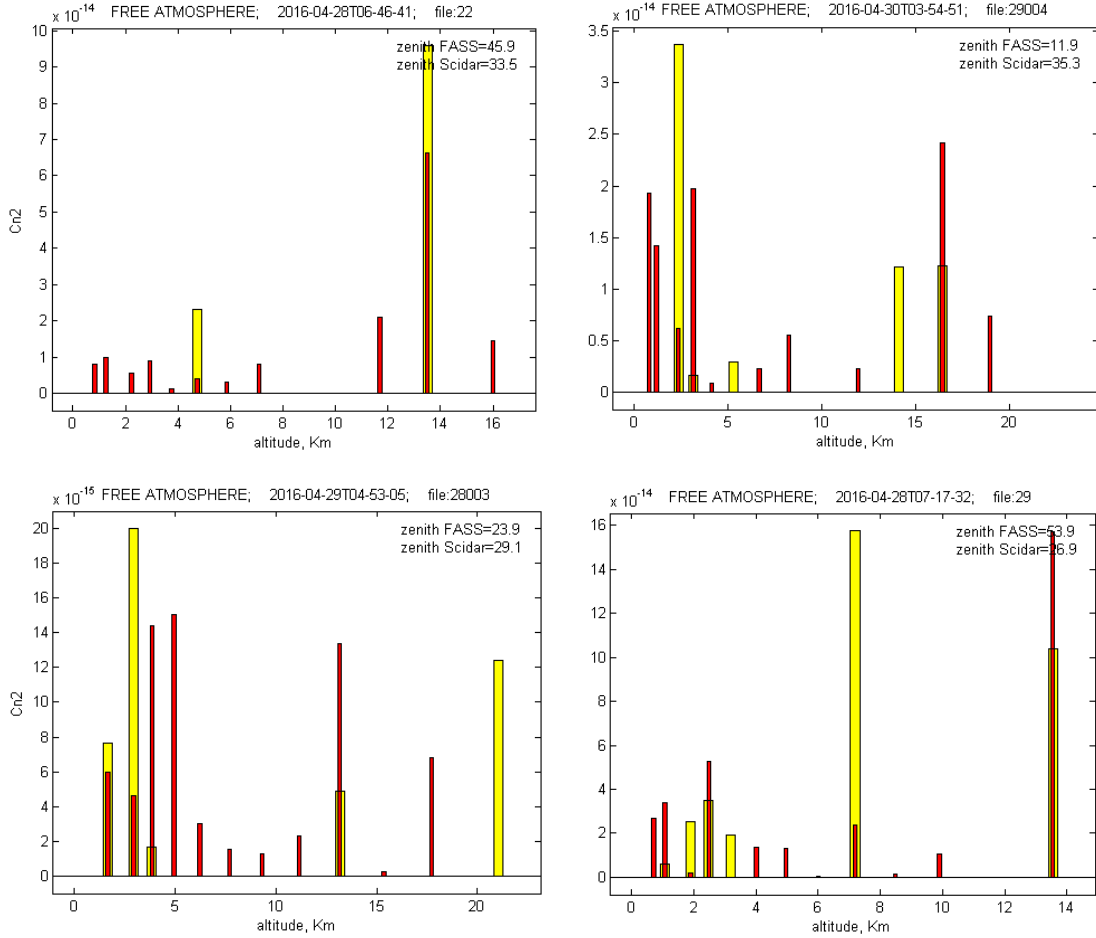 x 10⁻¹⁴ FREE ATMOSPHERE; 2016-04-28T06-46-41; file:22
zenith FASS=45.9
zenith Scidar=33.5
10
9
8
7
6
5
4
3
2
1
0
Cn2
0 2 4 6 8 10 12 14 16
altitude, Km
x 10⁻¹⁴ FREE ATMOSPHERE; 2016-04-30T03-54-51; file:29004
zenith FASS=11.9
zenith Scidar=35.3
3.5
3
2.5
2
1.5
1
0.5
0
0 5 10 15 20
altitude, Km
x 10⁻¹⁵ FREE ATMOSPHERE; 2016-04-29T04-53-05; file:28003
zenith FASS=23.9
zenith Scidar=29.1
20
18
16
14
12
10
8
6
4
2
0
Cn2
0 5 10 15 20
altitude, Km
x 10⁻¹⁴ FREE ATMOSPHERE; 2016-04-28T07-17-32; file:29
zenith FASS=53.9
zenith Scidar=26.9
16
14
12
10
8
6
4
2
0
0 2 4 6 8 10 12 14
altitude, Km